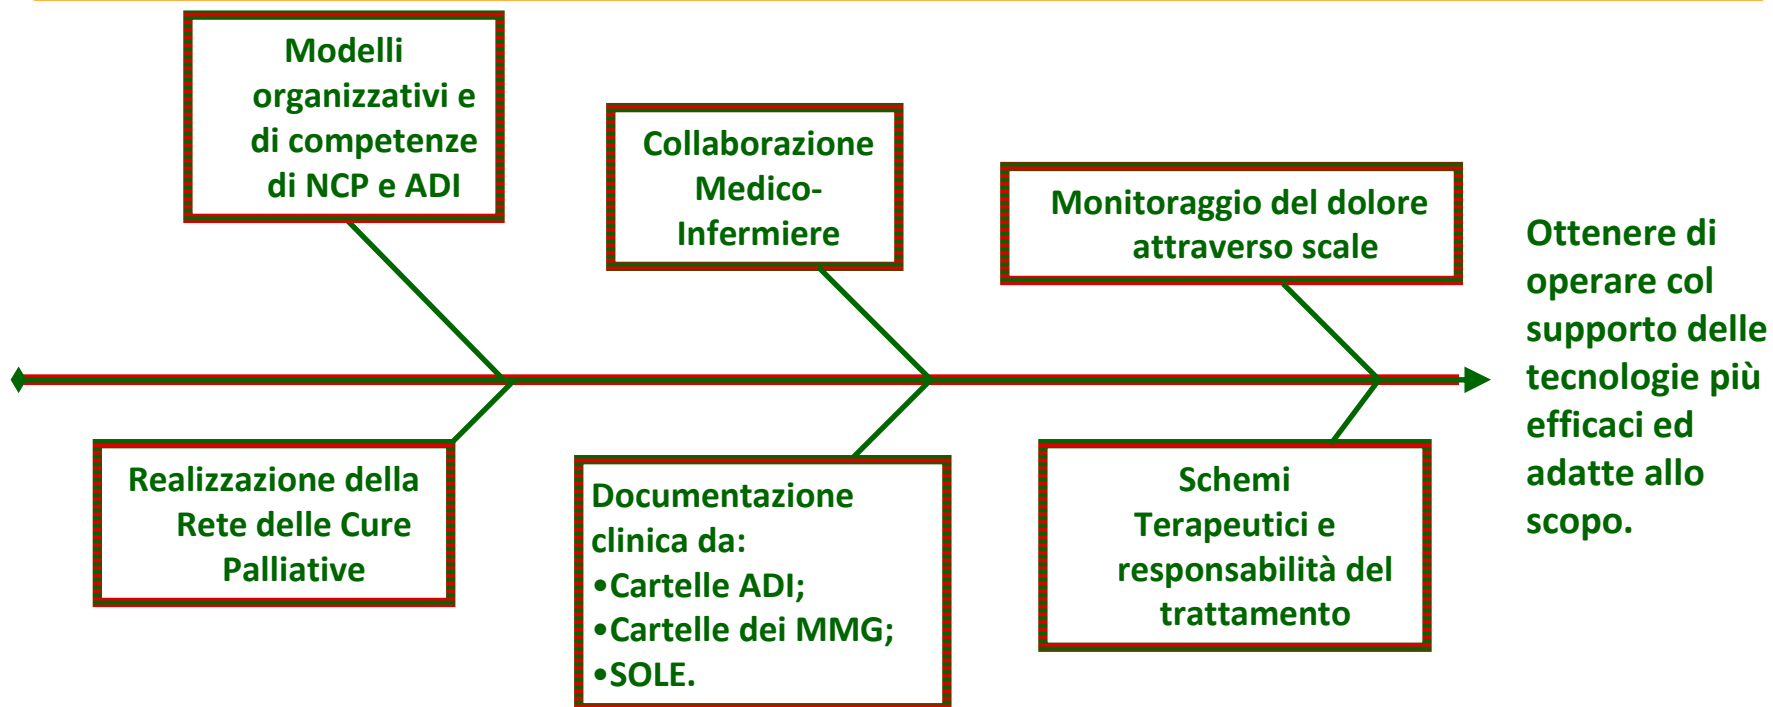 Modelli
organizzativi e
di competenze
di NCP e ADI
Collaborazione
Medico-
Infermiere
Monitoraggio del dolore
attraverso scale
Ottenere di
operare col
supporto delle
tecnologie più
efficaci ed
adatte allo
scopo.
Realizzazione della
Rete delle Cure
Palliative
Documentazione
clinica da:
•Cartelle ADI;
•Cartelle dei MMG;
•SOLE.
Schemi
Terapeutici e
responsabilità del
trattamento